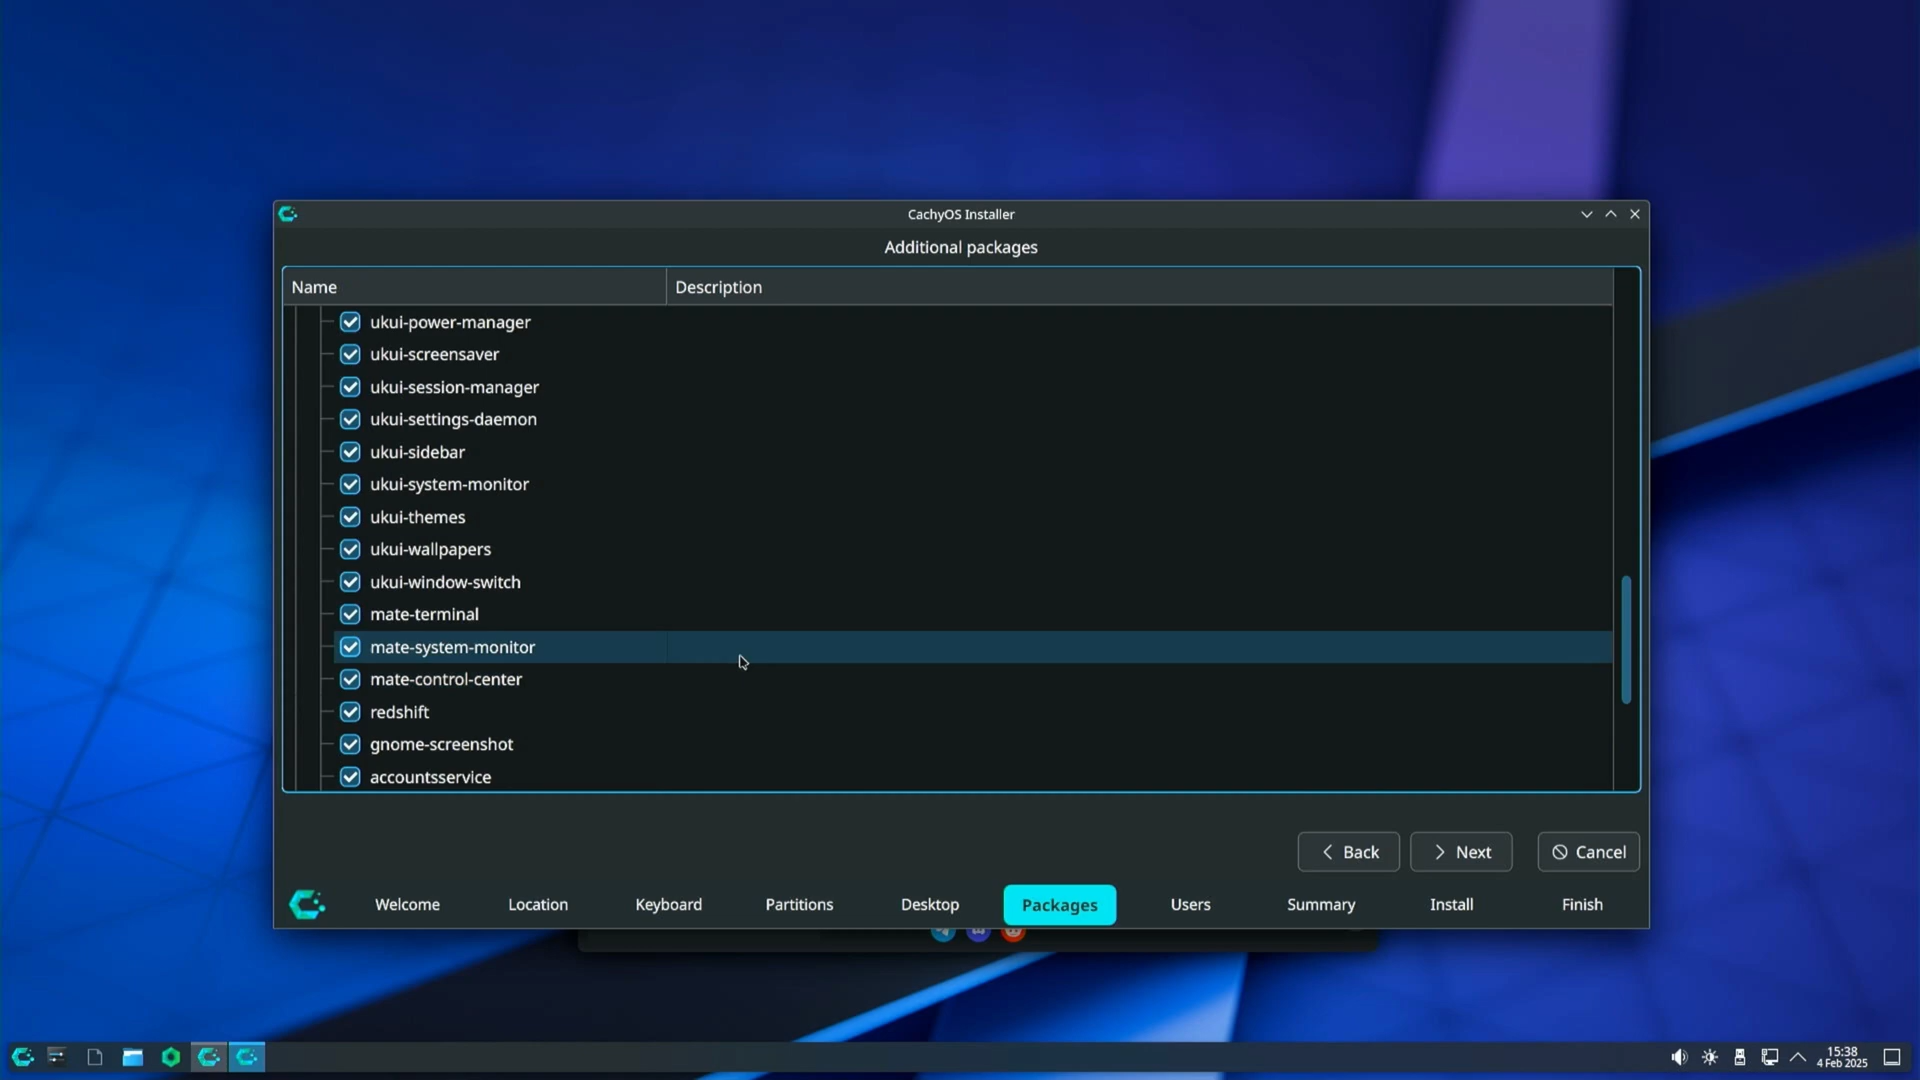 CachyOS Installer
Additional packages
Name Description
ukui-power-manager
ukui-screensaver
ukui-session-manager
ukui-settings-daemon
ukui-sidebar
ukui-system-monitor
ukui-themes
ukui-wallpapers
ukui-window-switch
mate-terminal
mate-system-monitor
mate-control-center
redshift
gnome-screenshot
accountsservice
Back Next Cancel
Welcome Location Keyboard Partitions Desktop Packages Users Summary Install Finish
15:38
4 Feb 2025